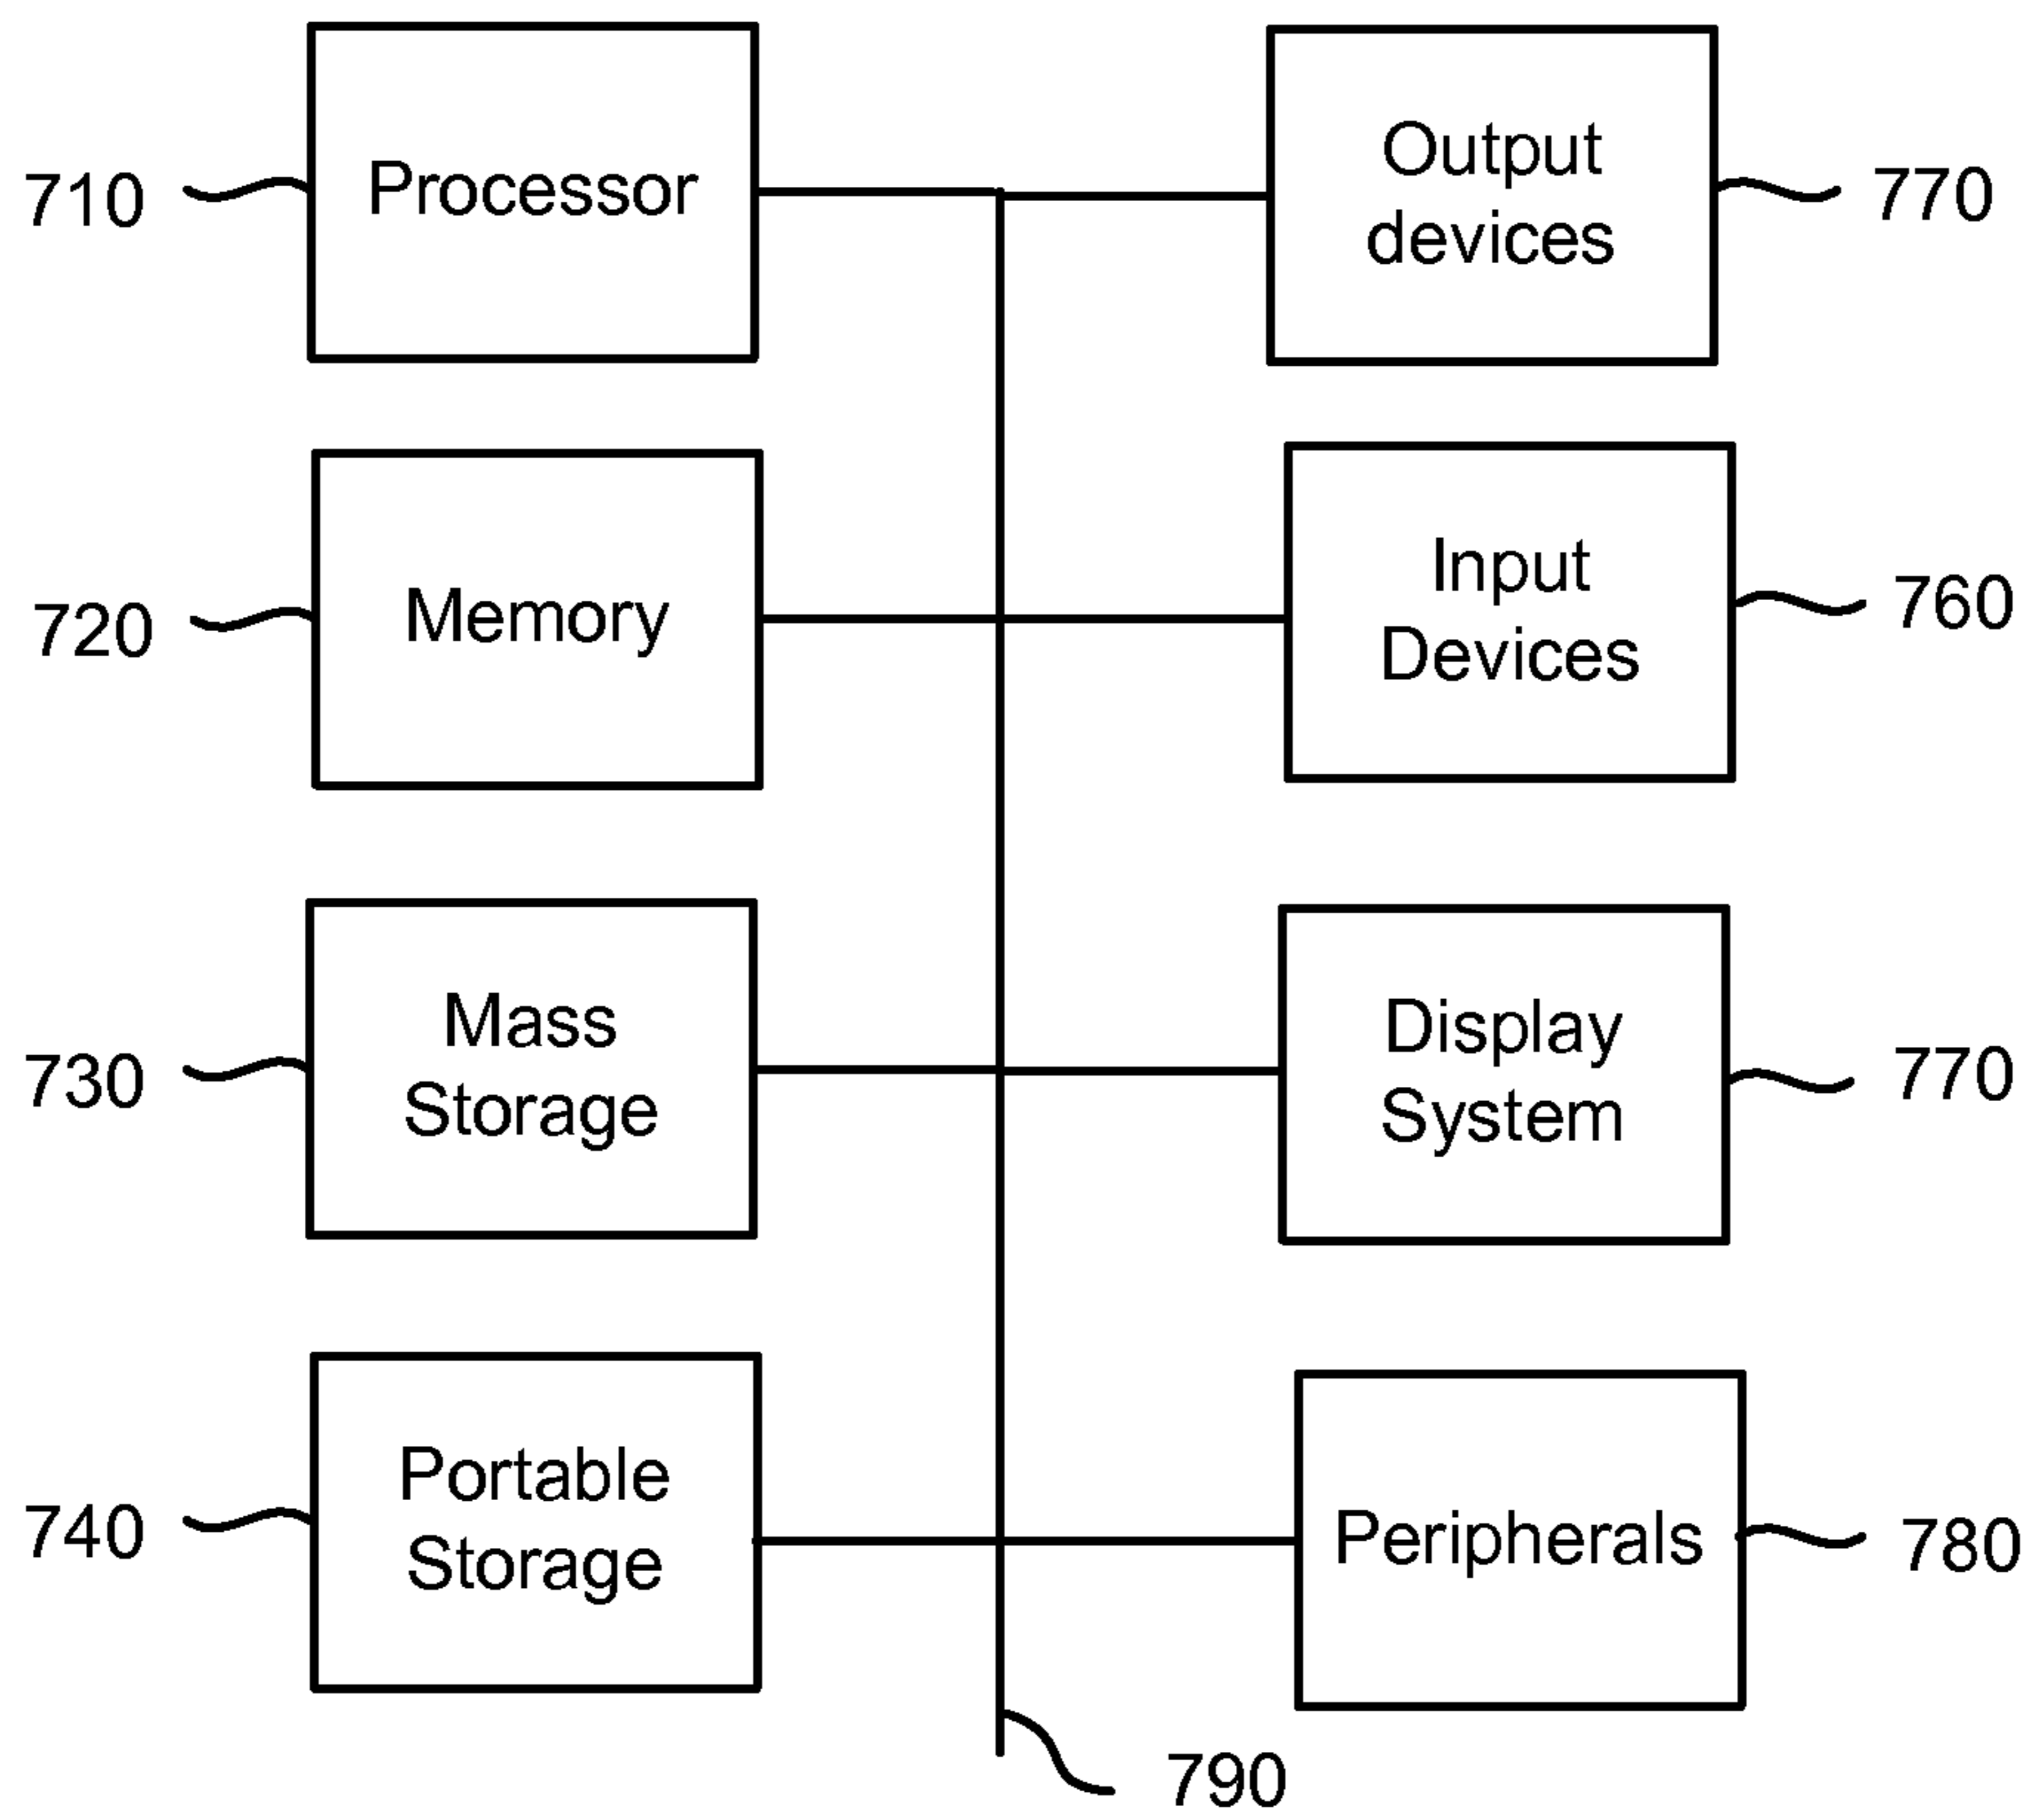 710
Processor
Output
devices
770
720
Memory
Input
Devices
760
730
Mass
Storage
Display
System
770
740
Portable
Storage
Peripherals
780
790